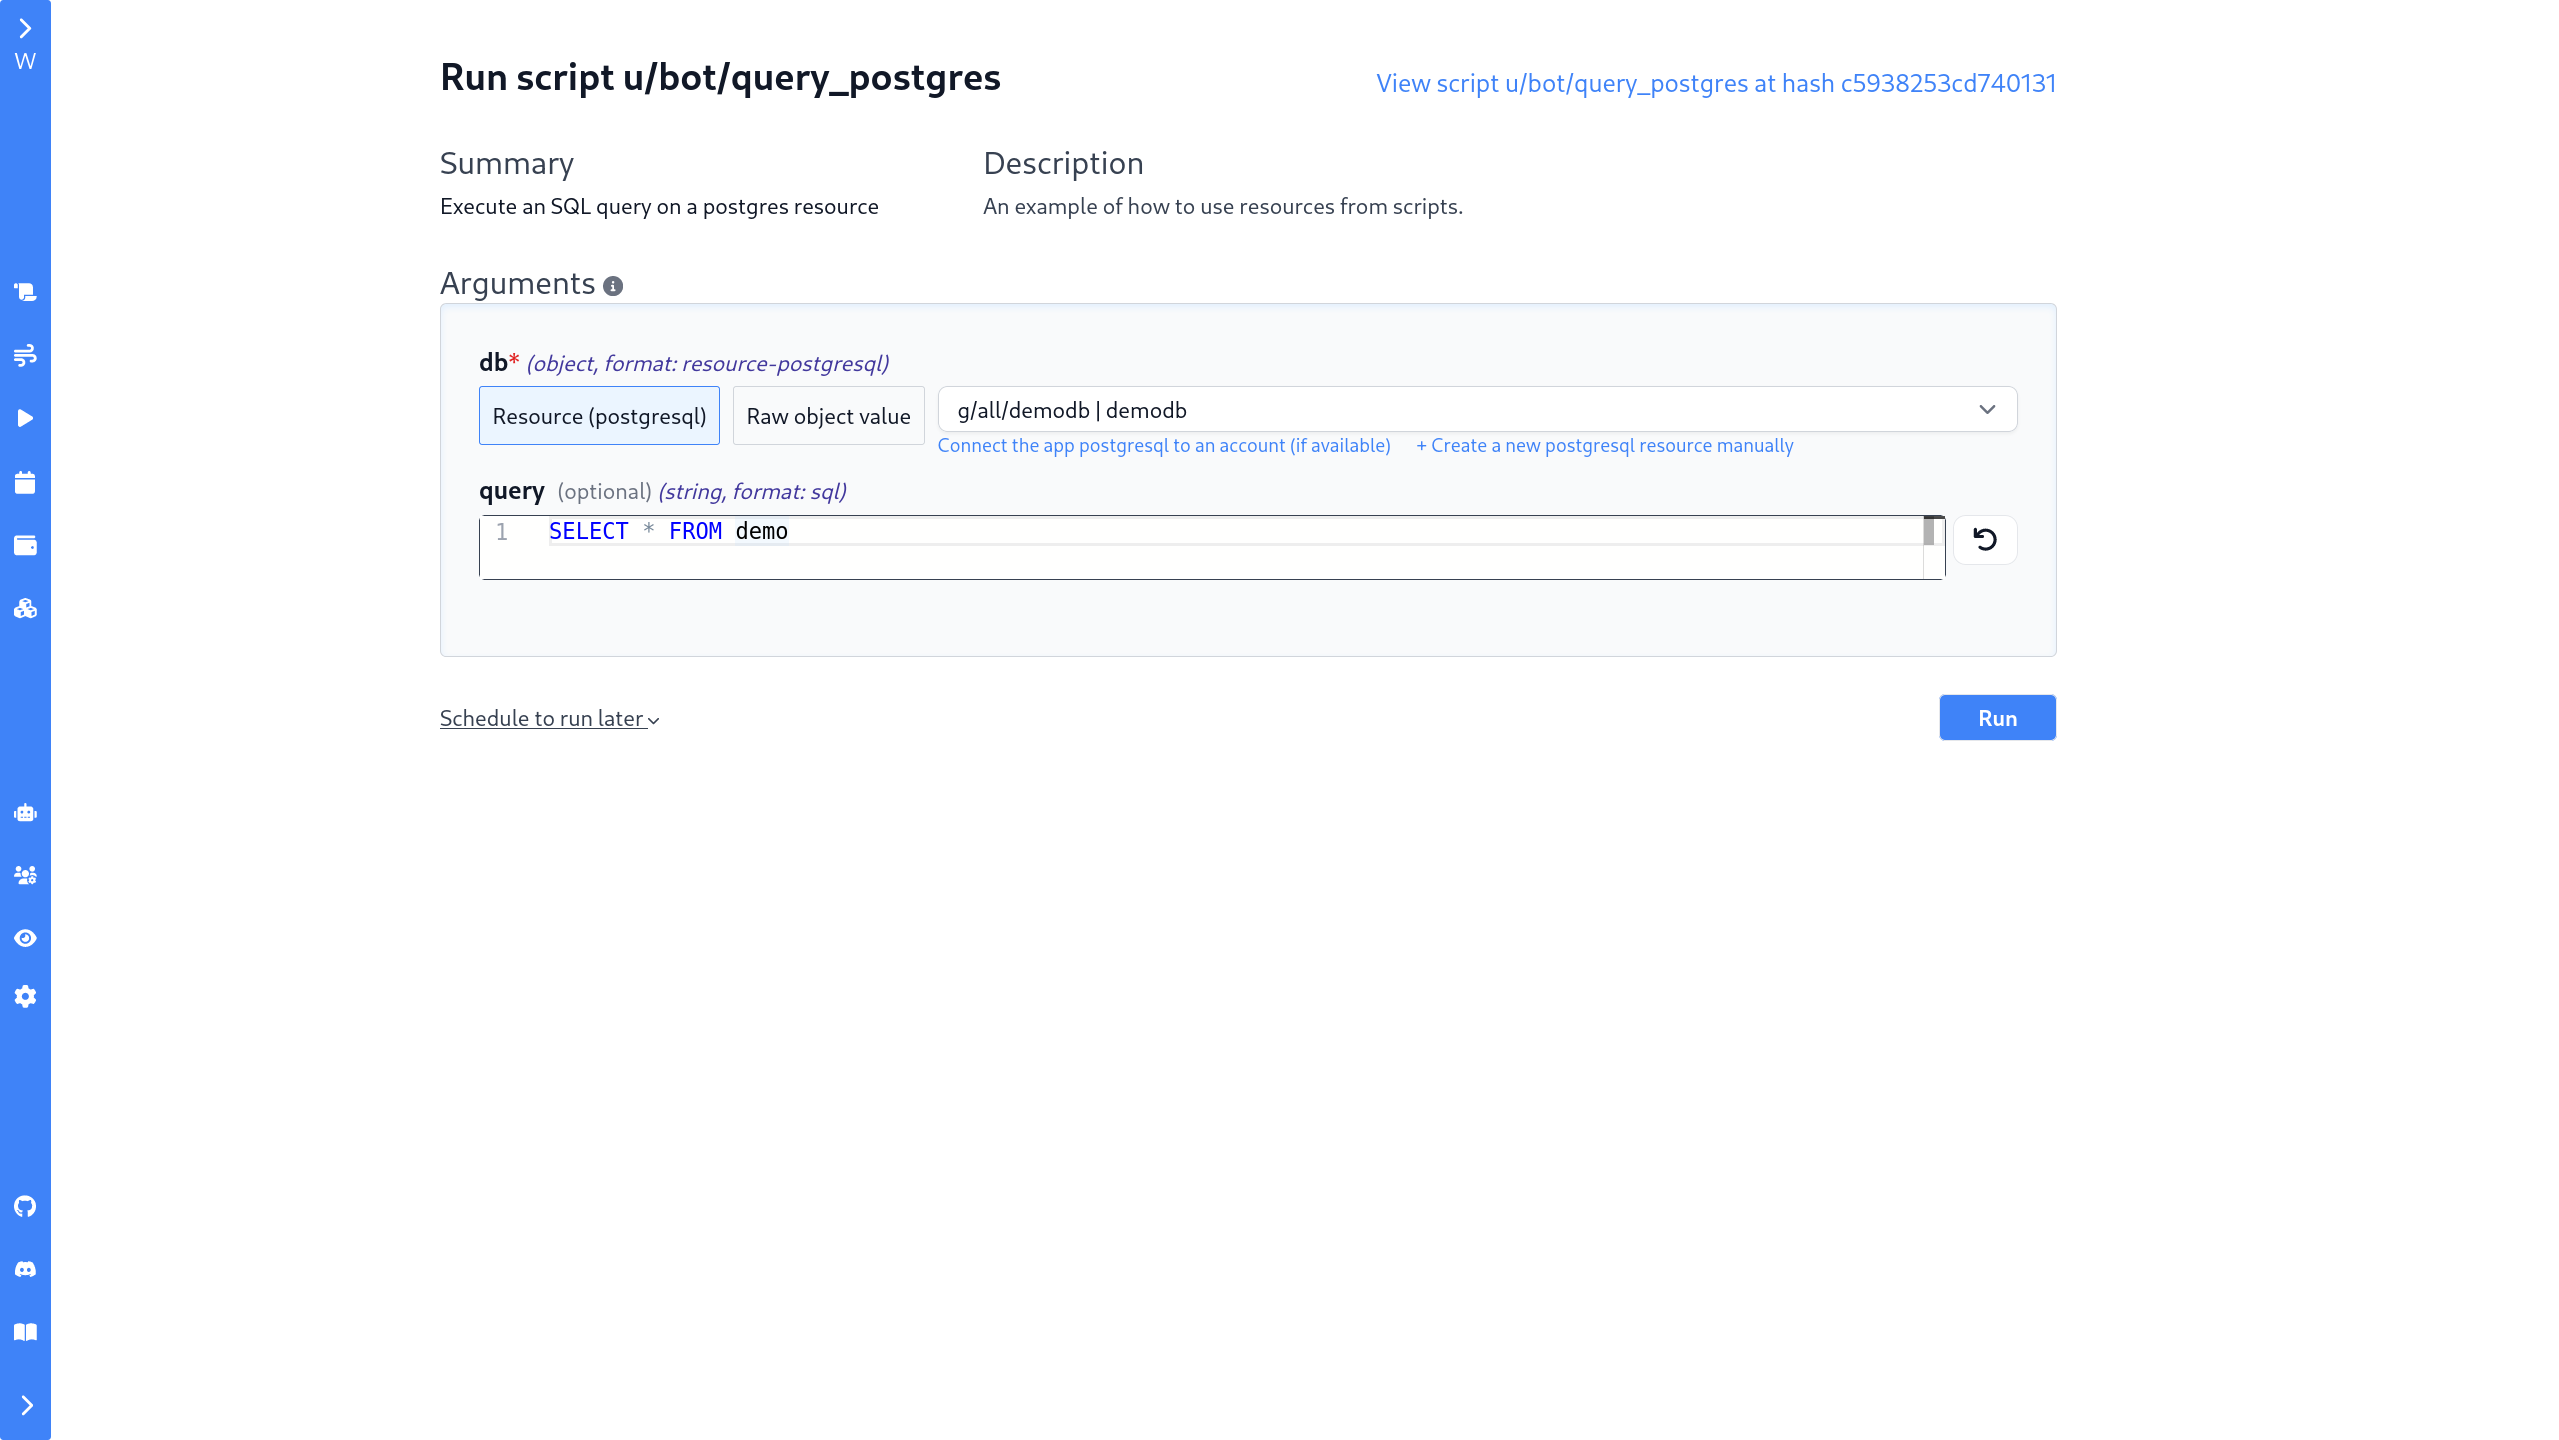 W
Run script u/bot/query_postgres
View script u/bot/query_postgres at hash c5938253cd740131
Summary
Description
Execute an SQL query on a postgres resource
An example of how to use resources from scripts.
Arguments
db* (object, format: resource-postgresql)
Resource (postgresql)
Raw object value
g/all/demodb | demodb
Connect the app postgresql to an account (if available)
+ Create a new postgresql resource manually
query (optional) (string, format: sql)
1 SELECT * FROM demo
Schedule to run later
Run